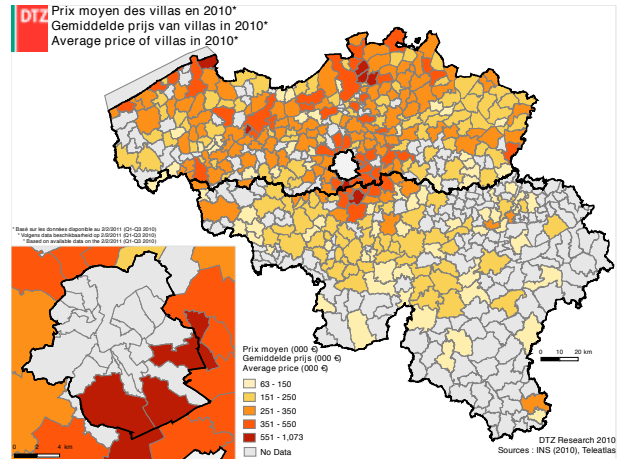 DTZ
Prix moyen des villas en 2010*
Gemiddelde prijs van villas in 2010*
Average price of villas in 2010*
* Basé sur les données disponible au 2/2/2011 (Q1-Q3 2010)
* Volgens data beschikbaarheid op 2/2/2011 (Q1-Q3 2010)
* Based on available data on the 2/2/2011 (Q1-Q3 2010)
0 2 4 km
Prix moyen (000 €)
Gemiddelde prijs (000 €)
Average price (000 €)
63 - 150
151 - 250
251 - 350
351 - 550
551 - 1,073
No Data
0 10 20 km
DTZ Research 2010
Sources : INS (2010), Teleatlas